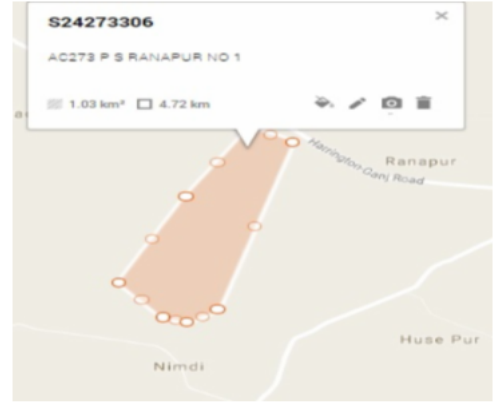 S24273306
AC273 P S RANAPUR NO 1
1.03 km² 4.72 km
Harrington Ganj Road
Ranapur
Huse Pur
Nimdi